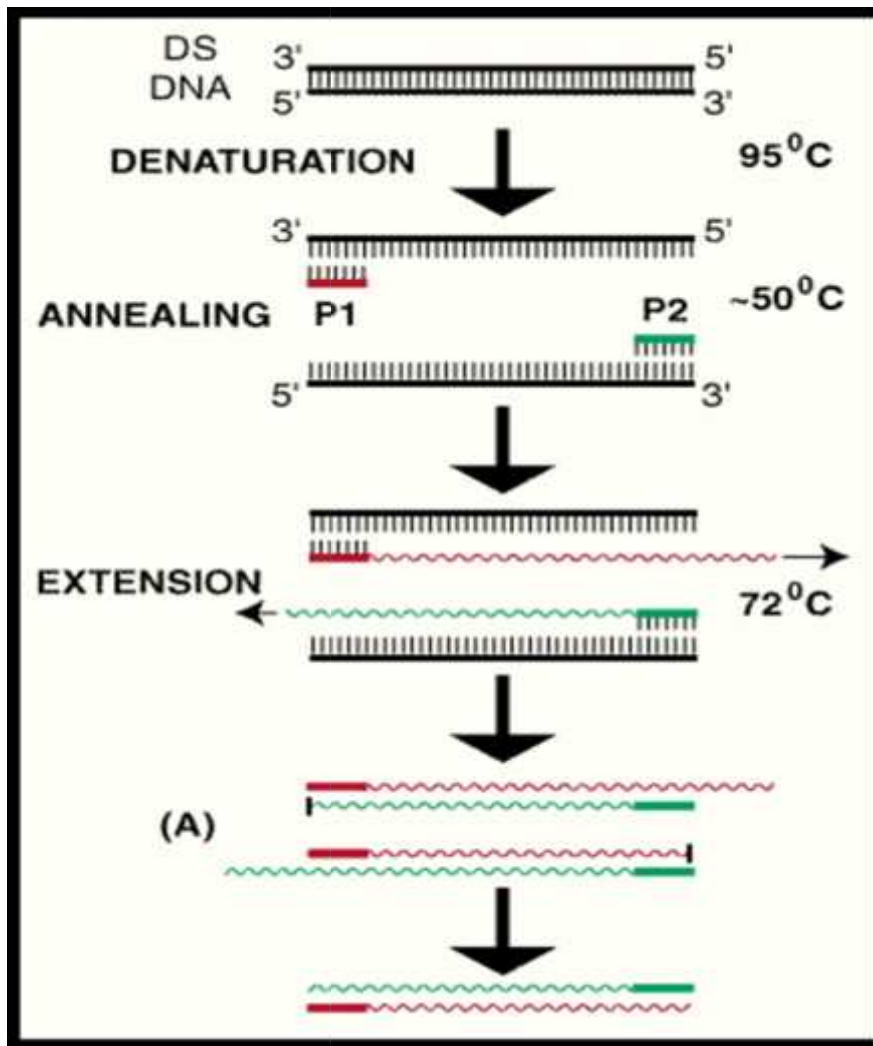 DS 3' 5'
DNA 5' 3'
DENATURATION 95⁰C
3' 5'
ANNEALING P1 P2 ~50⁰C
5' 3'
EXTENSION 72⁰C
(A)